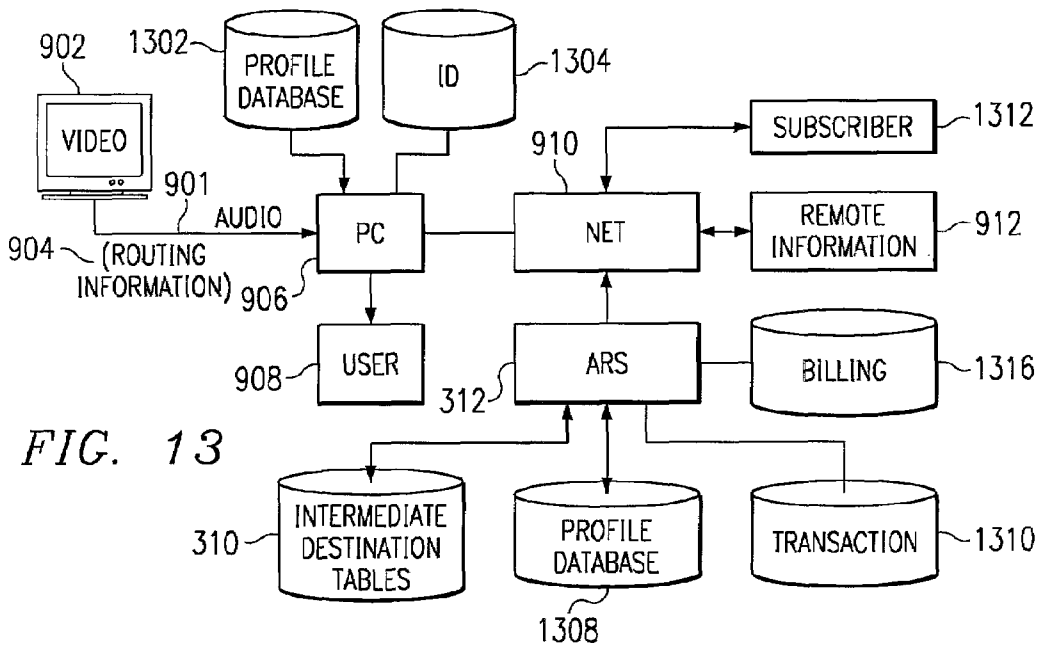 902
1302
PROFILE
DATABASE
ID
1304
VIDEO
910
SUBSCRIBER
1312
901
AUDIO
904
(ROUTING
INFORMATION)
PC
906
NET
REMOTE
INFORMATION
912
USER
908
ARS
312
BILLING
1316
FIG. 13
310
INTERMEDIATE
DESTINATION
TABLES
PROFILE
DATABASE
1308
TRANSACTION
1310